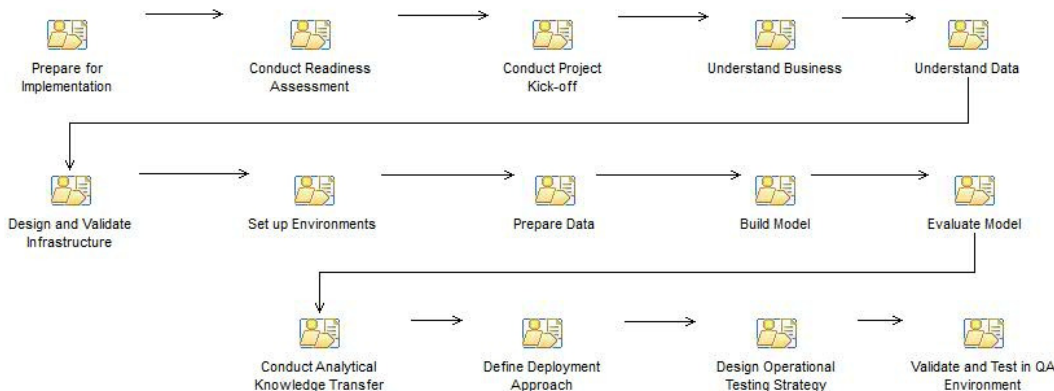 Prepare for
Implementation
Conduct Readiness
Assessment
Conduct Project
Kick-off
Understand Business
Understand Data
Design and Validate
Infrastructure
Set up Environments
Prepare Data
Build Model
Evaluate Model
Conduct Analytical
Knowledge Transfer
Define Deployment
Approach
Design Operational
Testing Strategy
Validate and Test in QA
Environment